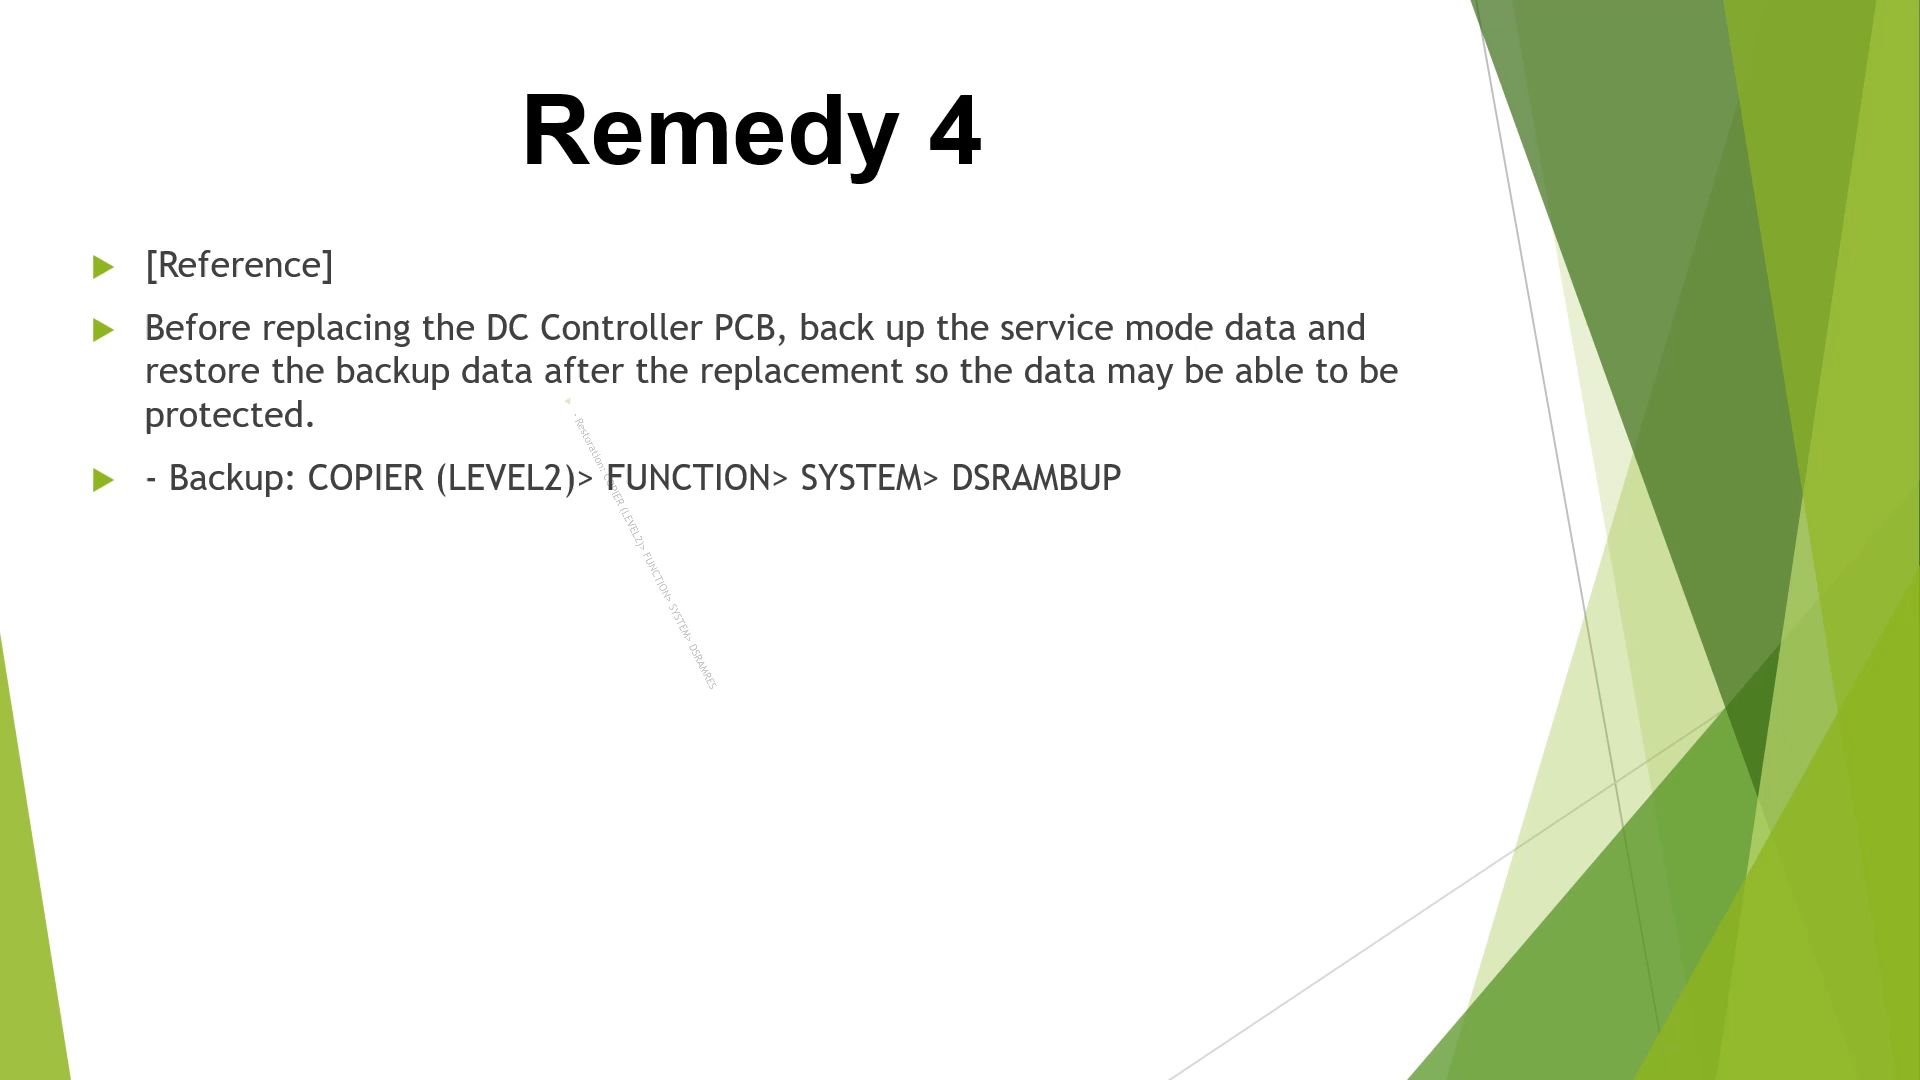 Remedy 4
[Reference]
Before replacing the DC Controller PCB, back up the service mode data and
restore the backup data after the replacement so the data may be able to be
protected.
- Backup: COPIER (LEVEL2)> FUNCTION> SYSTEM> DSRAMBUP
- Restoration: COPIER (LEVEL2)> FUNCTION> SYSTEM> DSRAMRES